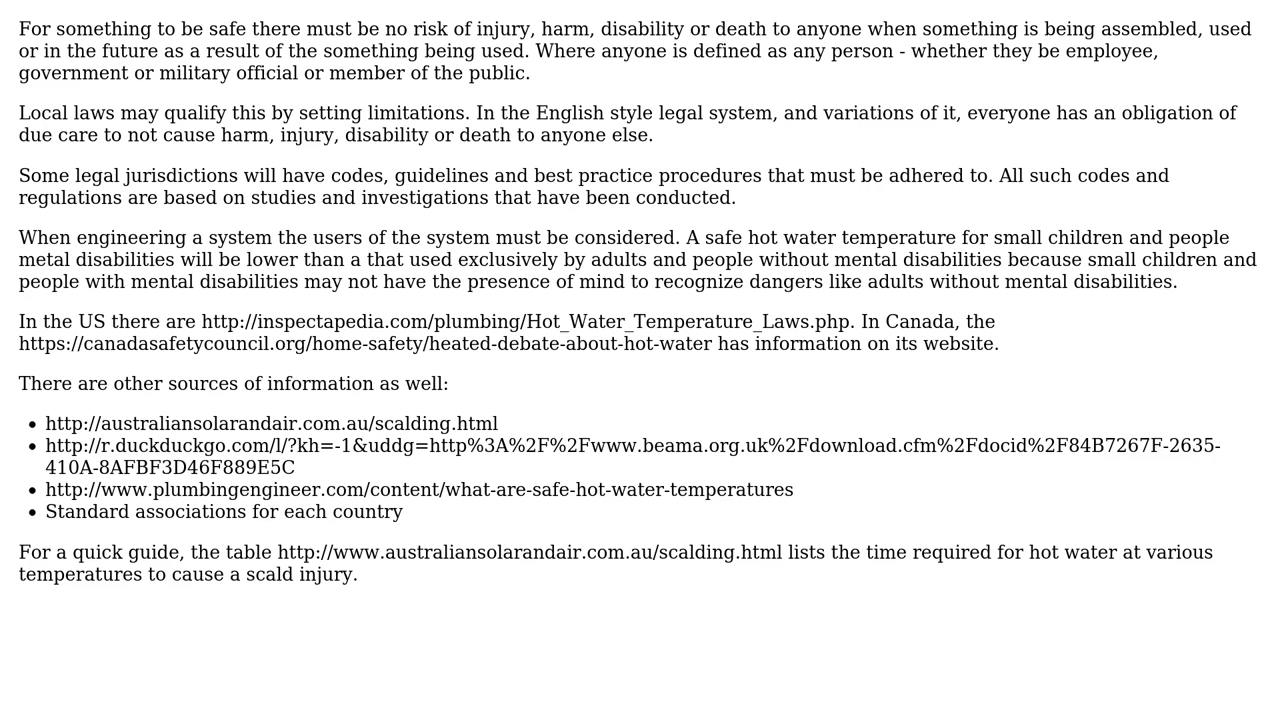 For something to be safe there must be no risk of injury, harm, disability or death to anyone when something is being assembled, used
or in the future as a result of the something being used. Where anyone is defined as any person - whether they be employee,
government or military official or member of the public.
Local laws may qualify this by setting limitations. In the English style legal system, and variations of it, everyone has an obligation of
due care to not cause harm, injury, disability or death to anyone else.
Some legal jurisdictions will have codes, guidelines and best practice procedures that must be adhered to. All such codes and
regulations are based on studies and investigations that have been conducted.
When engineering a system the users of the system must be considered. A safe hot water temperature for small children and people
metal disabilities will be lower than a that used exclusively by adults and people without mental disabilities because small children and
people with mental disabilities may not have the presence of mind to recognize dangers like adults without mental disabilities.
In the US there are http://inspectapedia.com/plumbing/Hot_Water_Temperature_Laws.php. In Canada, the
https://canadasafetycouncil.org/home-safety/heated-debate-about-hot-water has information on its website.
There are other sources of information as well:
• http://australiansolarandair.com.au/scalding.html
• http://r.duckduckgo.com/l/?kh=-1&uddg=http%3A%2F%2Fwww.beama.org.uk%2Fdownload.cfm%2Fdocid%2F84B7267F-2635-
410A-8AFBF3D46F889E5C
• http://www.plumbingengineer.com/content/what-are-safe-hot-water-temperatures
• Standard associations for each country
For a quick guide, the table http://www.australiansolarandair.com.au/scalding.html lists the time required for hot water at various
temperatures to cause a scald injury.